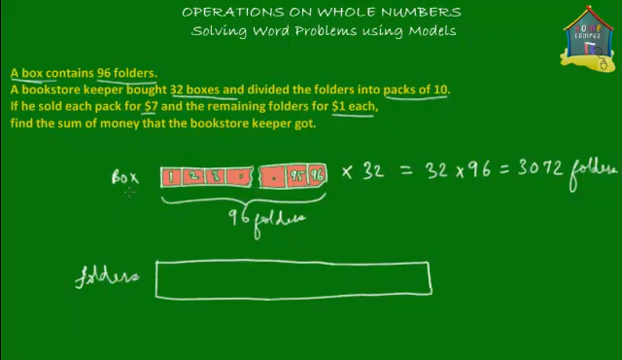 OPERATIONS ON WHOLE NUMBERS
Solving Word Problems using Models
HOME
CAMPUS
A box contains 96 folders.
A bookstore keeper bought 32 boxes and divided the folders into packs of 10.
If he sold each pack for $7 and the remaining folders for $1 each,
find the sum of money that the bookstore keeper got.
Box 1 2 3 = - 95 96 × 32 = 32 × 96 = 3072 folders
96 folders
folders